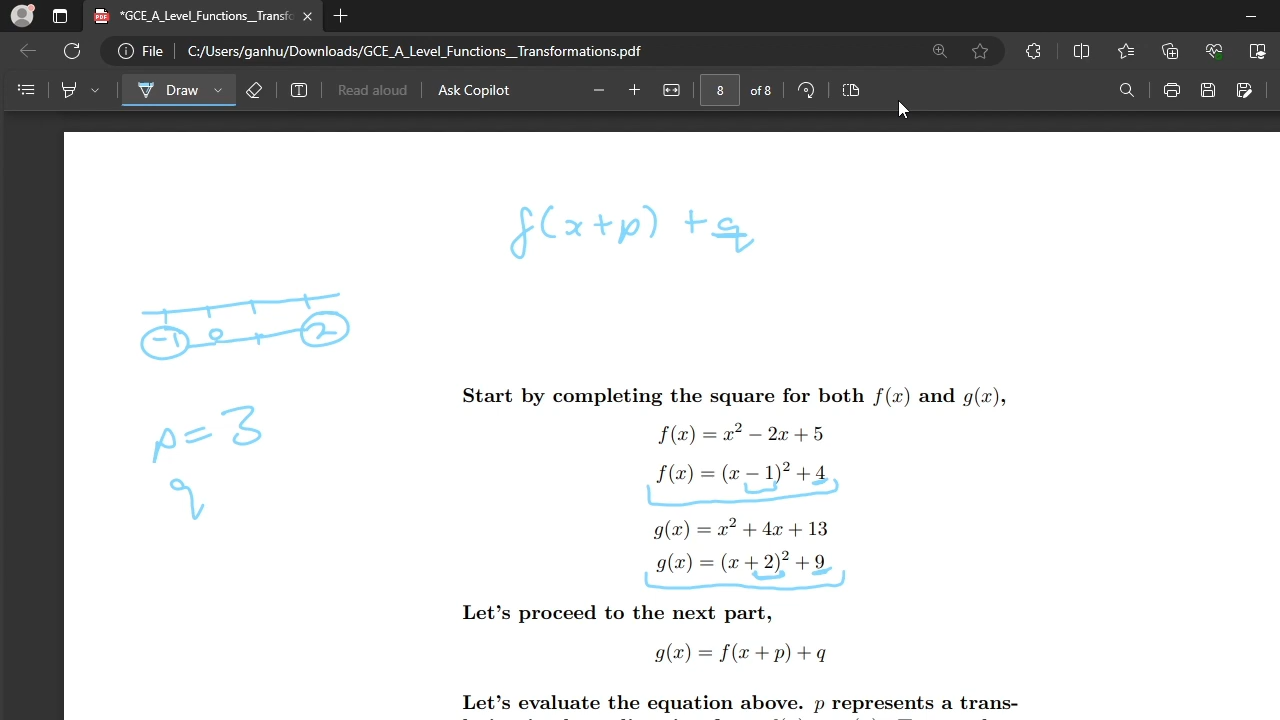 *GCE_A_Level_Functions__Transfo
File
C:/Users/ganhu/Downloads/GCE_A_Level_Functions__Transformations.pdf
Draw
Read aloud
Ask Copilot
8
of 8
f(x+p) + q
-1 0 2
p = 3
q
Start by completing the square for both f(x) and g(x),
f(x) = x² − 2x + 5
f(x) = (x − 1)² + 4
g(x) = x² + 4x + 13
g(x) = (x + 2)² + 9
Let's proceed to the next part,
g(x) = f(x + p) + q
Let's evaluate the equation above. p represents a trans-